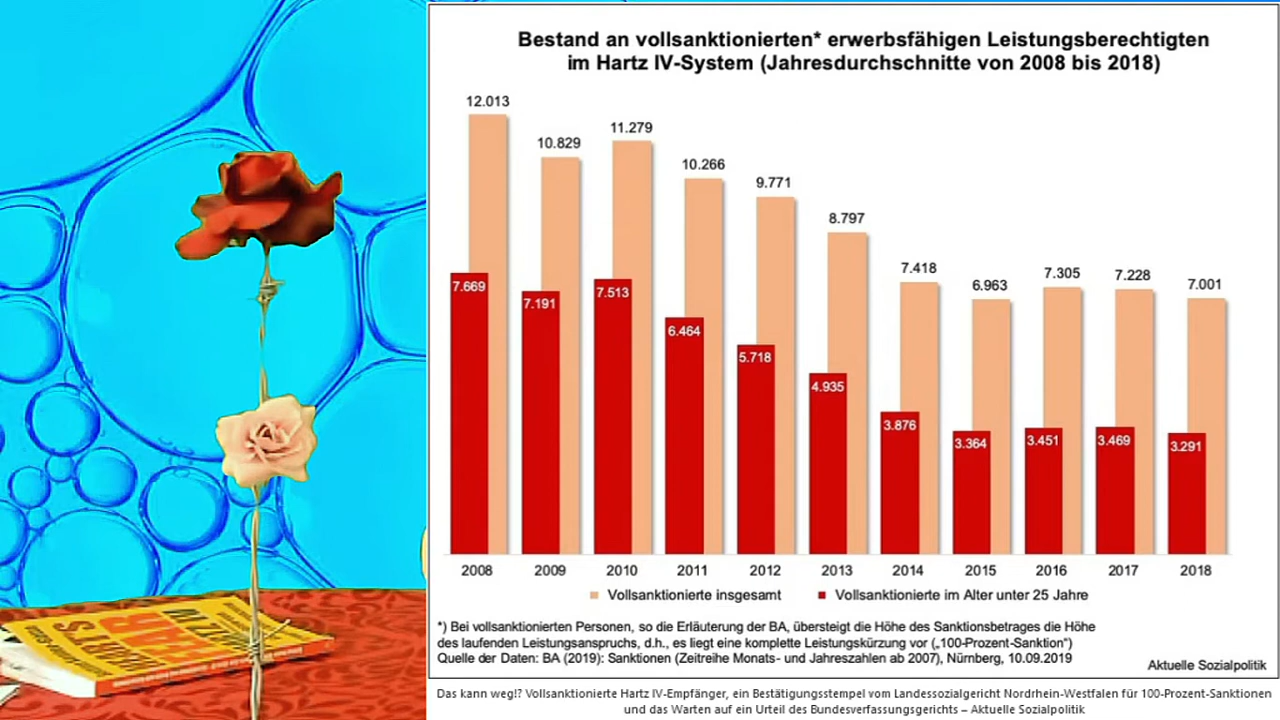 Bestand an vollsanktionierten* erwerbsfähigen Leistungsberechtigten
im Hartz IV-System (Jahresdurchschnitte von 2008 bis 2018)
12.013
10.829
11.279
10.266
9.771
8.797
7.418
6.963
7.305
7.228
7.001
7.669
7.191
7.513
6.464
5.718
4.935
3.876
3.364
3.451
3.469
3.291
2008 2009 2010 2011 2012 2013 2014 2015 2016 2017 2018
Vollsanktionierte insgesamt Vollsanktionierte im Alter unter 25 Jahre
*) Bei vollsanktionierten Personen, so die Erläuterung der BA, übersteigt die Höhe des Sanktionsbetrages die Höhe
des laufenden Leistungsanspruchs, d.h., es liegt eine komplette Leistungskürzung vor („100-Prozent-Sanktion“)
Quelle der Daten: BA (2019): Sanktionen (Zeitreihe Monats- und Jahreszahlen ab 2007), Nürnberg, 10.09.2019
Aktuelle Sozialpolitik
Das kann weg!? Vollsanktionierte Hartz IV-Empfänger, ein Bestätigungsstempel vom Landessozialgericht Nordrhein-Westfalen für 100-Prozent-Sanktionen
und das Warten auf ein Urteil des Bundesverfassungsgerichts – Aktuelle Sozialpolitik